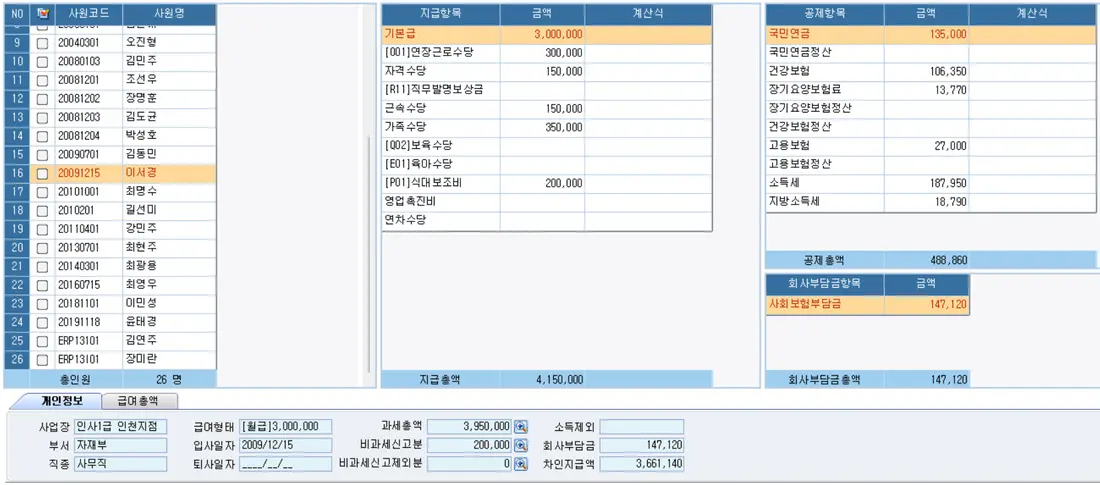 NO 사원코드 사원명
9 20040301 오진형
10 20080103 김민주
11 20081201 조선우
12 20081202 장명훈
13 20081203 김도균
14 20081204 박성호
15 20090701 김동민
16 20091215 이서경
17 20101001 최명수
18 2010201 길선미
19 20110401 강민주
20 20130701 최현주
21 20140301 최광용
22 20160715 최영우
23 20181101 이민성
24 20191118 윤태경
25 ERP13I01 김연주
26 ERP13I01 장미란
총인원 26 명
지급항목 금액 계산식
기본급 3,000,000
[001]연장근로수당 300,000
자격수당 150,000
[R11]직무발명보상금
근속수당 150,000
가족수당 350,000
[Q02]보육수당
[E01]육아수당
[P01]식대보조비 200,000
영업촉진비
연차수당
지급총액 4,150,000
공제항목 금액 계산식
국민연금 135,000
국민연금정산
건강보험 106,350
장기요양보험료 13,770
장기요양보험정산
건강보험정산
고용보험 27,000
고용보험정산
소득세 187,950
지방소득세 18,790
공제총액 488,860
회사부담금항목 금액
사회보험부담금 147,120
회사부담금총액 147,120
개인정보 급여총액
사업장 인사1급 인천지점 급여형태 [월급]3,000,000 과세총액 3,950,000 소득제외
부서 자재부 입사일자 2009/12/15 비과세신고분 200,000 회사부담금 147,120
직종 사무직 퇴사일자 ____/__/__ 비과세신고제외분 0 차인지급액 3,661,140